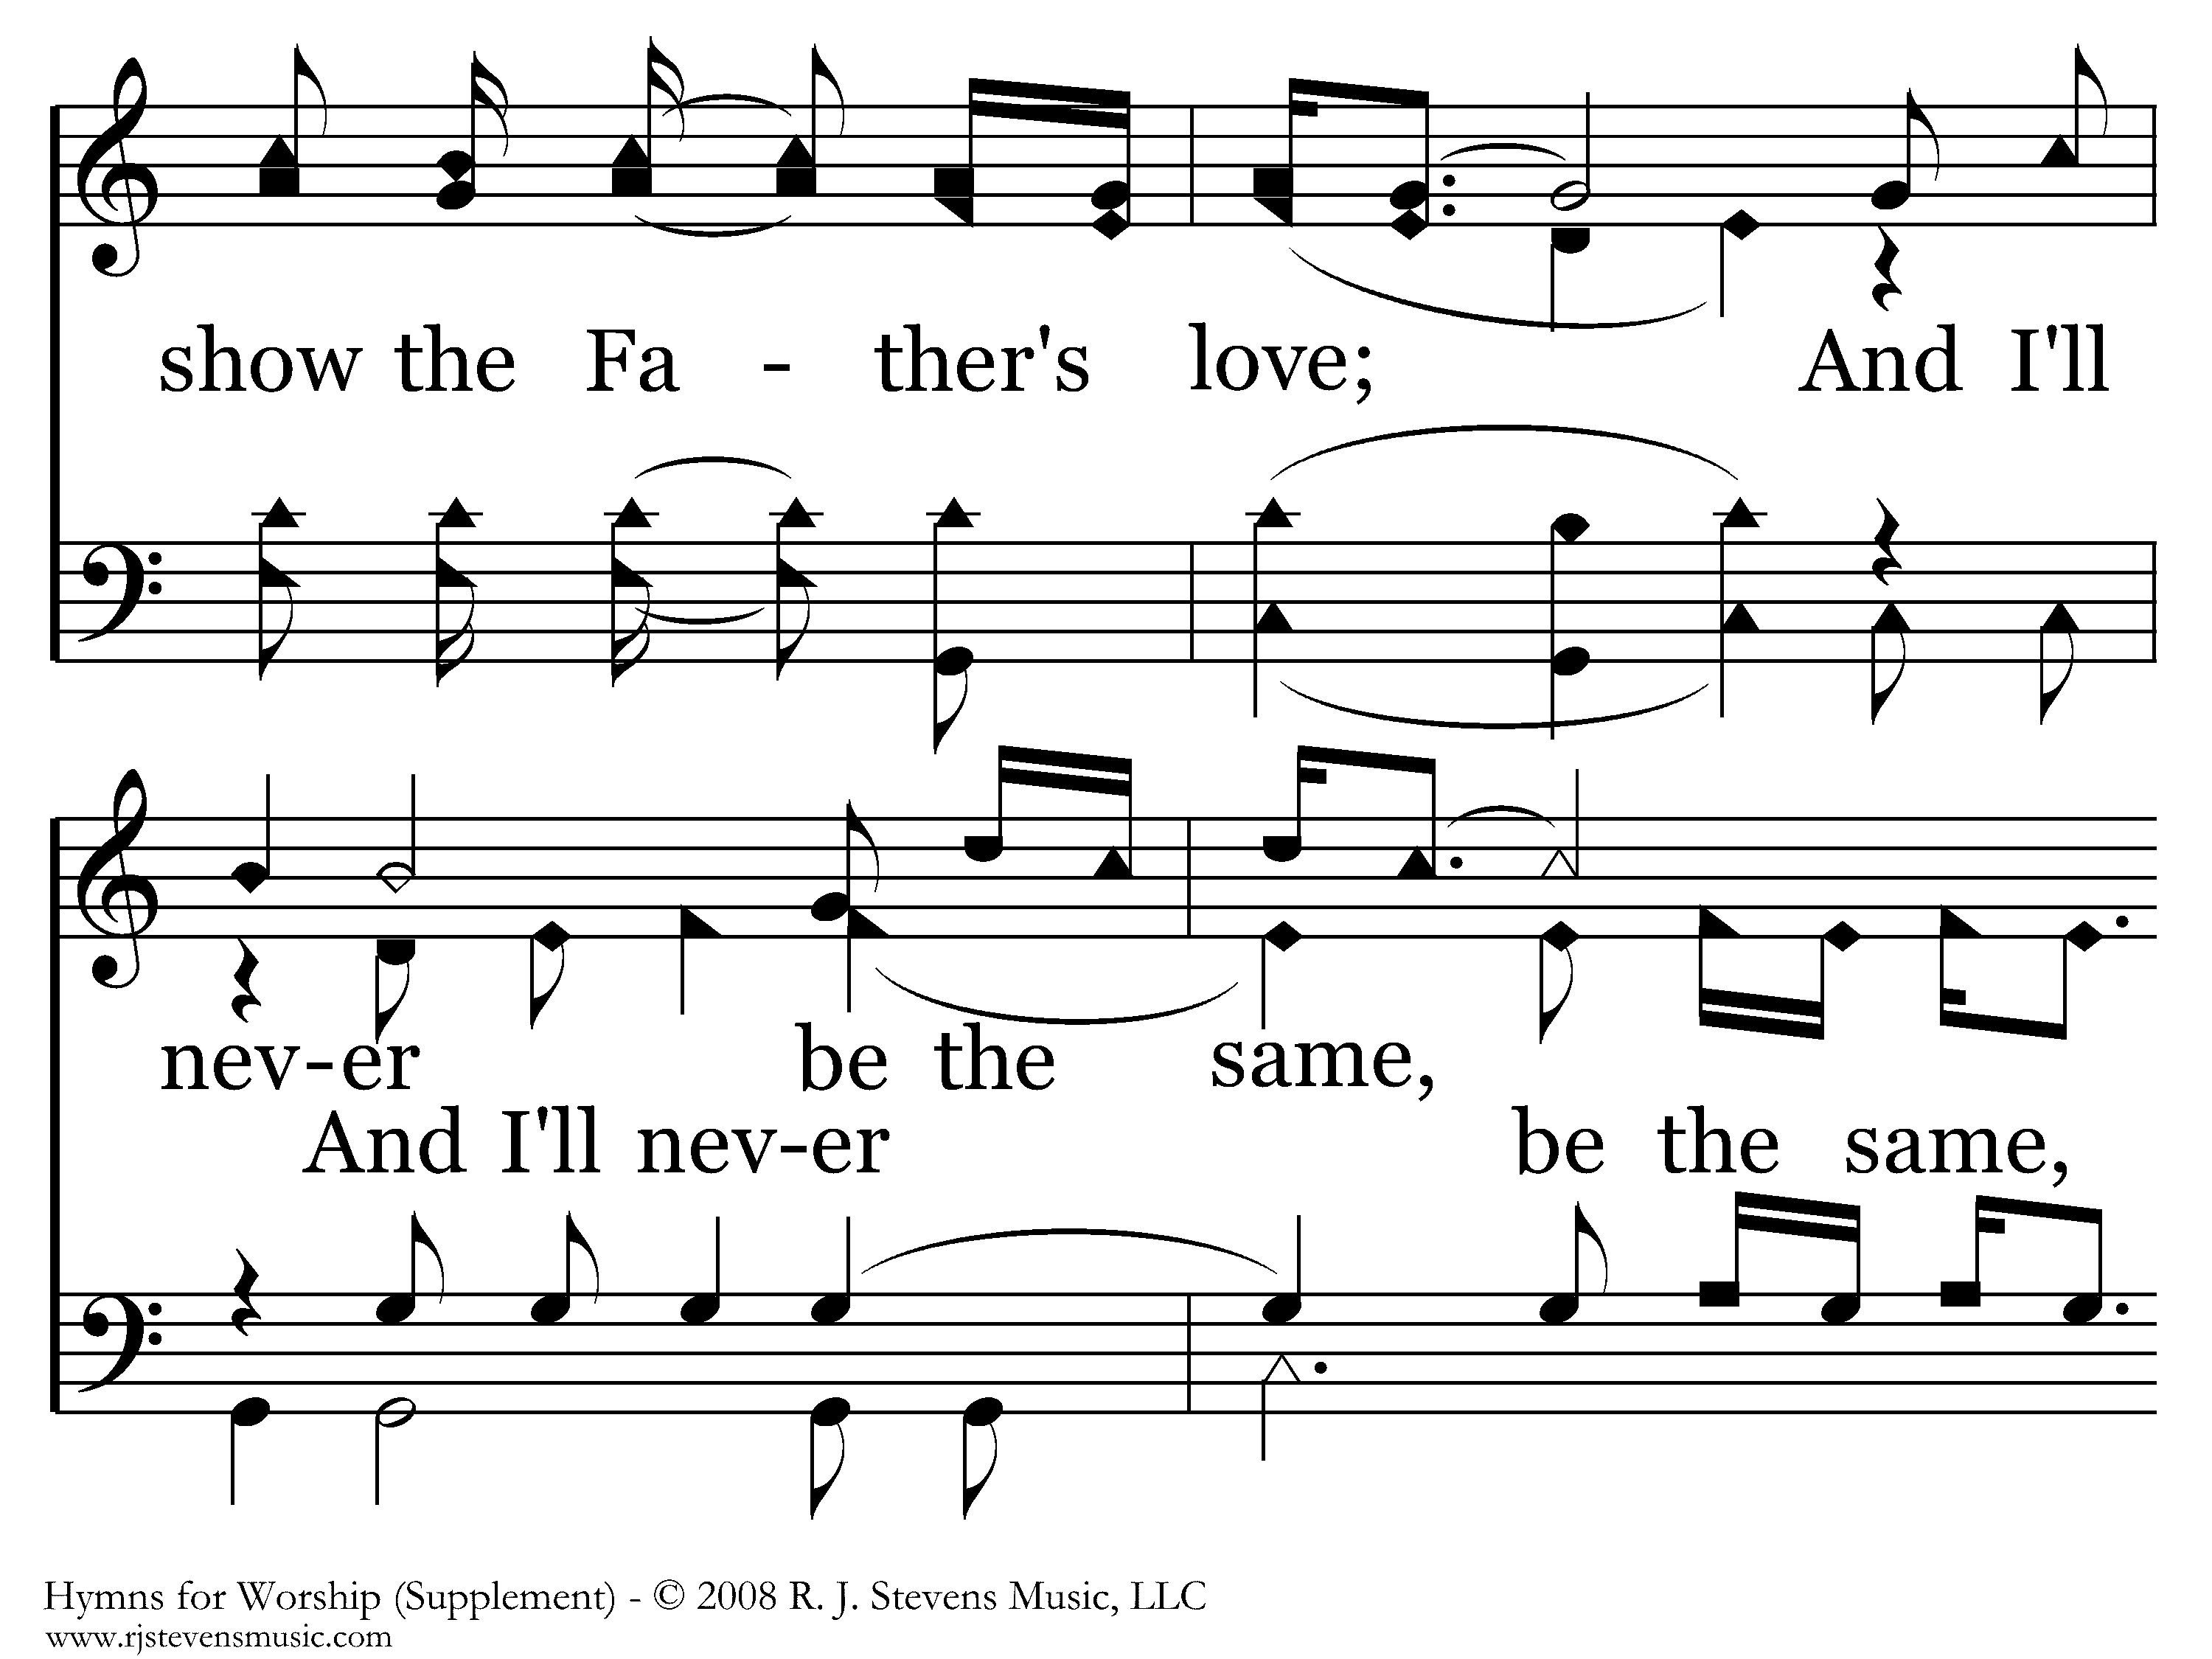 show the Fa - ther's love; And I'll
nev-er be the same,
And I'll nev-er be the same,
Hymns for Worship (Supplement) - © 2008 R. J. Stevens Music, LLC
www.rjstevensmusic.com